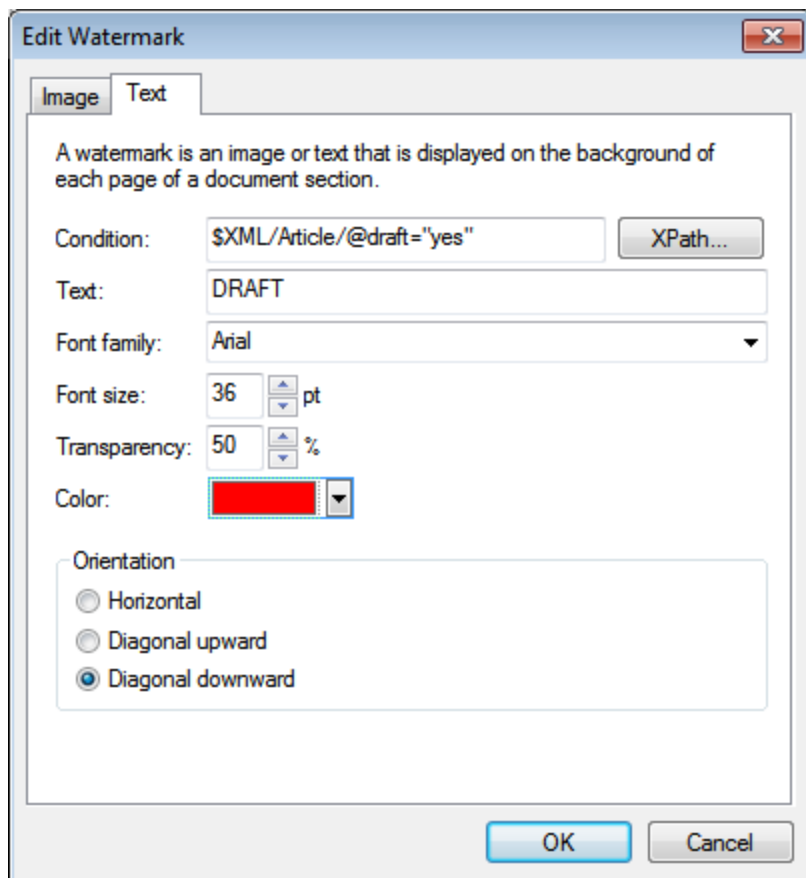 Edit Watermark
Image Text
A watermark is an image or text that is displayed on the background of
each page of a document section.
Condition: $XML/Article/@draft="yes" XPath...
Text: DRAFT
Font family: Arial
Font size: 36 pt
Transparency: 50 %
Color:
Orientation
Horizontal
Diagonal upward
Diagonal downward
OK Cancel